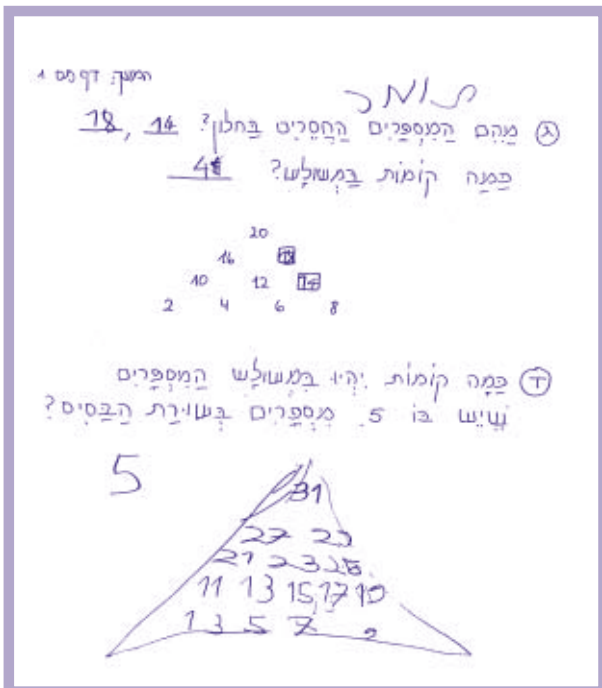 המשך: דף מס 1
תומר
ג מהם המספרים החסרים בחלון? 14, 18
כמה קומות במשולש? 4
20
16 18
10 12 14
2 4 6 8
ד כמה קומות יהיו במשולש המספרים
שיש בו 5 מספרים בשורת הבסיס?
5
31
27
21 23 25
11 13 15 17 19
1 3 5 7 9